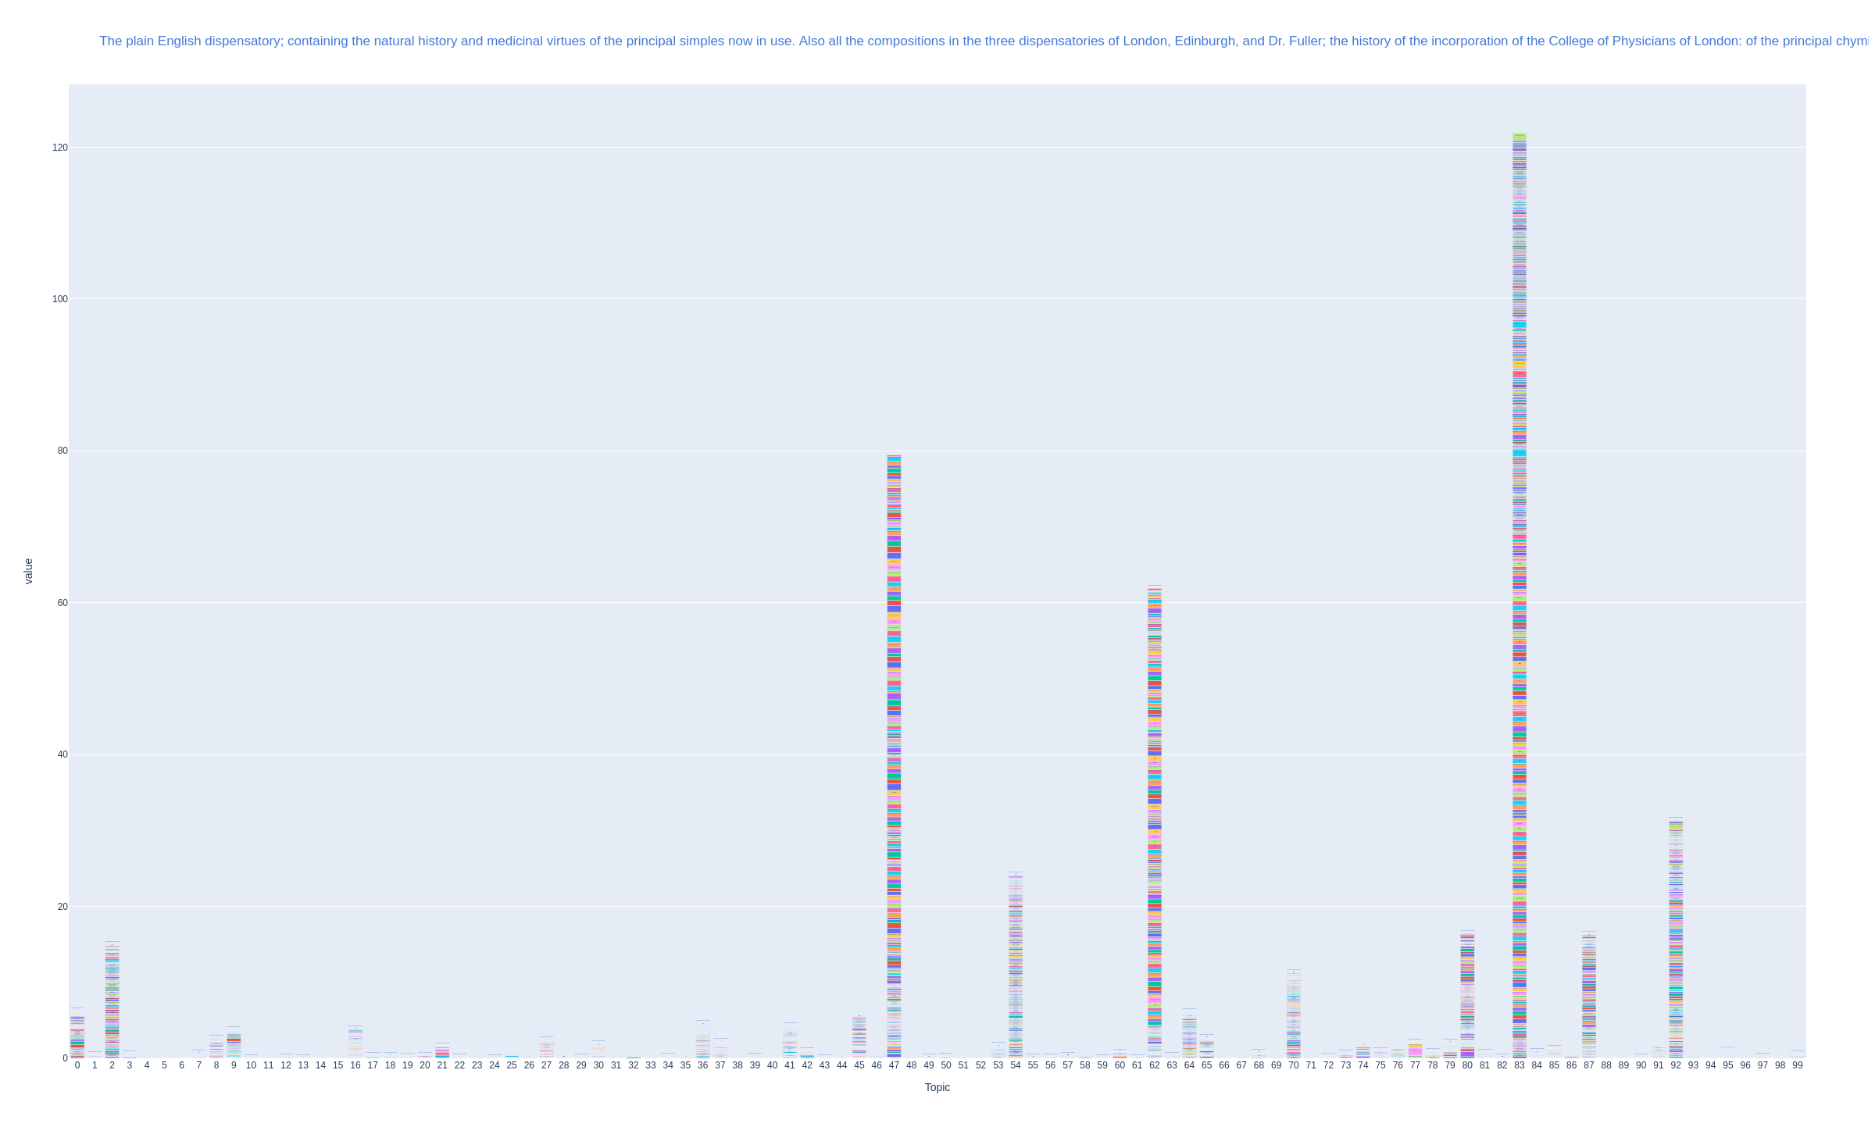 The plain English dispensatory; containing the natural history and medicinal virtues of the principal simples now in use. Also all the compositions in the three dispensatories of London, Edinburgh, and Dr. Fuller; the history of the incorporation of the College of Physicians of London: of the principal chymi
120
100
80
60
40
20
0
value
0 1 2 3 4 5 6 7 8 9 10 11 12 13 14 15 16 17 18 19 20 21 22 23 24 25 26 27 28 29 30 31 32 33 34 35 36 37 38 39 40 41 42 43 44 45 46 47 48 49 50 51 52 53 54 55 56 57 58 59 60 61 62 63 64 65 66 67 68 69 70 71 72 73 74 75 76 77 78 79 80 81 82 83 84 85 86 87 88 89 90 91 92 93 94 95 96 97 98 99
Topic